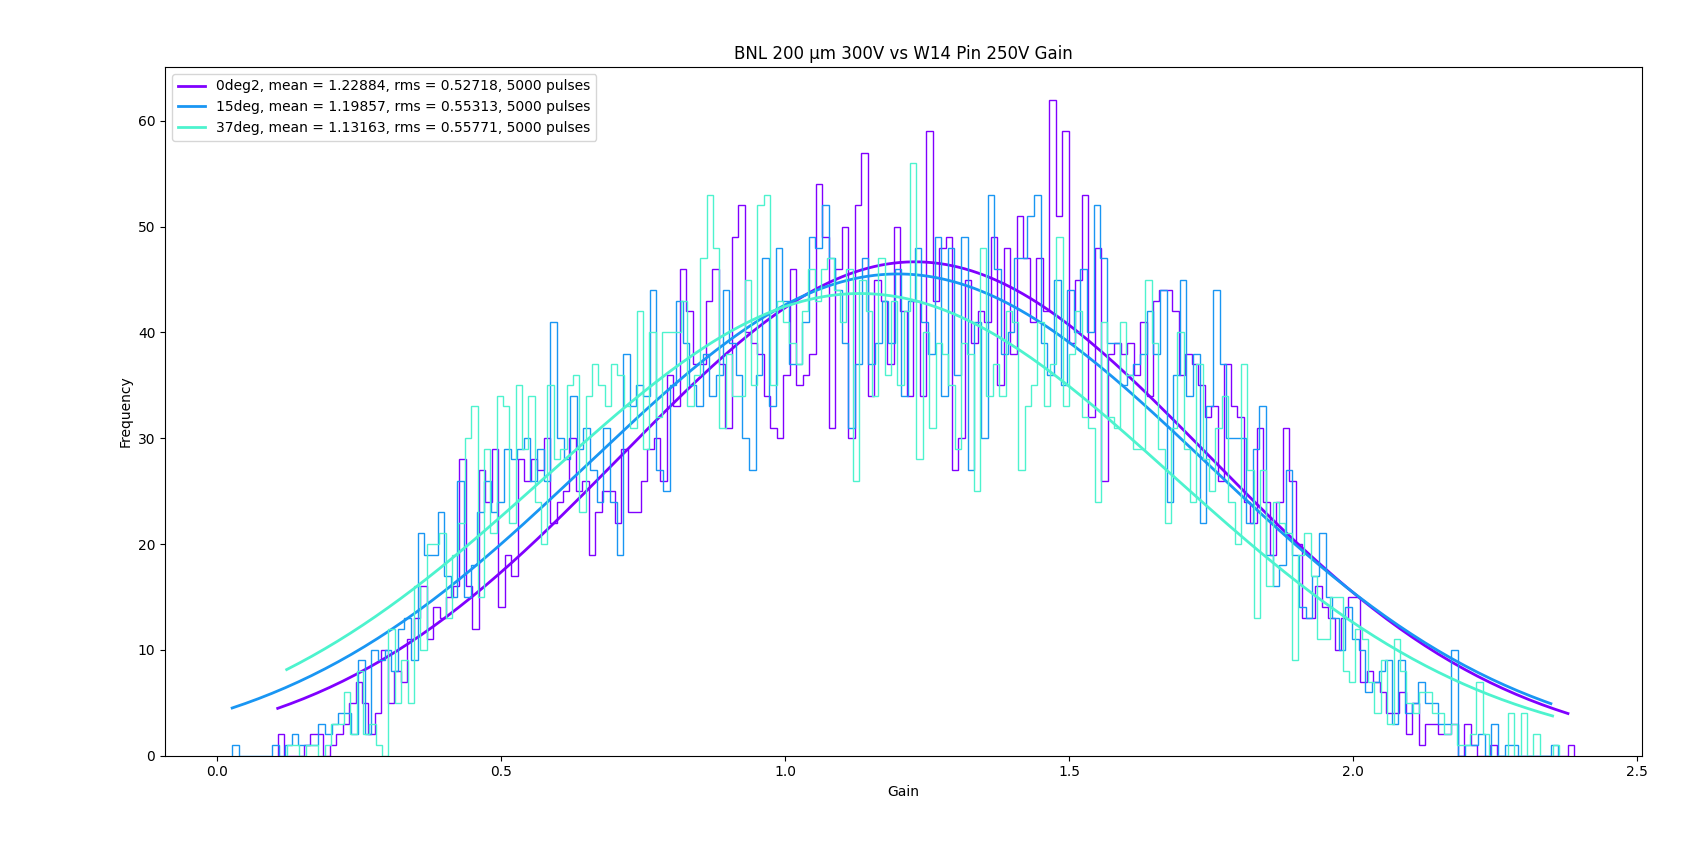 BNL 200 μm 300V vs W14 Pin 250V Gain
0deg2, mean = 1.22884, rms = 0.52718, 5000 pulses
15deg, mean = 1.19857, rms = 0.55313, 5000 pulses
37deg, mean = 1.13163, rms = 0.55771, 5000 pulses
Frequency
60
50
40
30
20
10
0
0.0 0.5 1.0 1.5 2.0 2.5
Gain